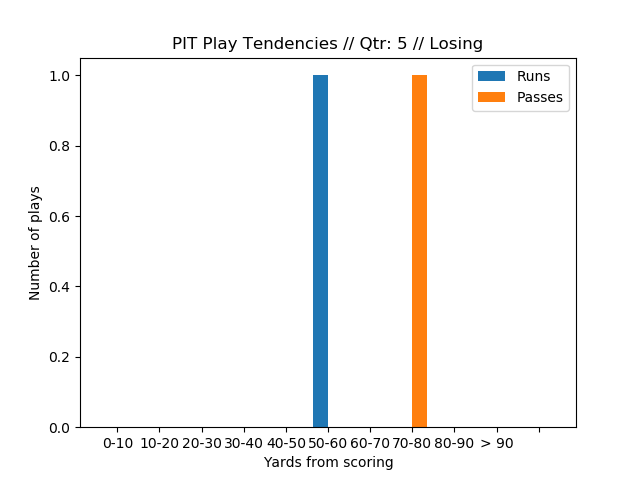 PIT Play Tendencies // Qtr: 5 // Losing
Runs
Passes
Number of plays
1.0
0.8
0.6
0.4
0.2
0.0
0-10 10-20 20-30 30-40 40-50 50-60 60-70 70-80 80-90 > 90
Yards from scoring